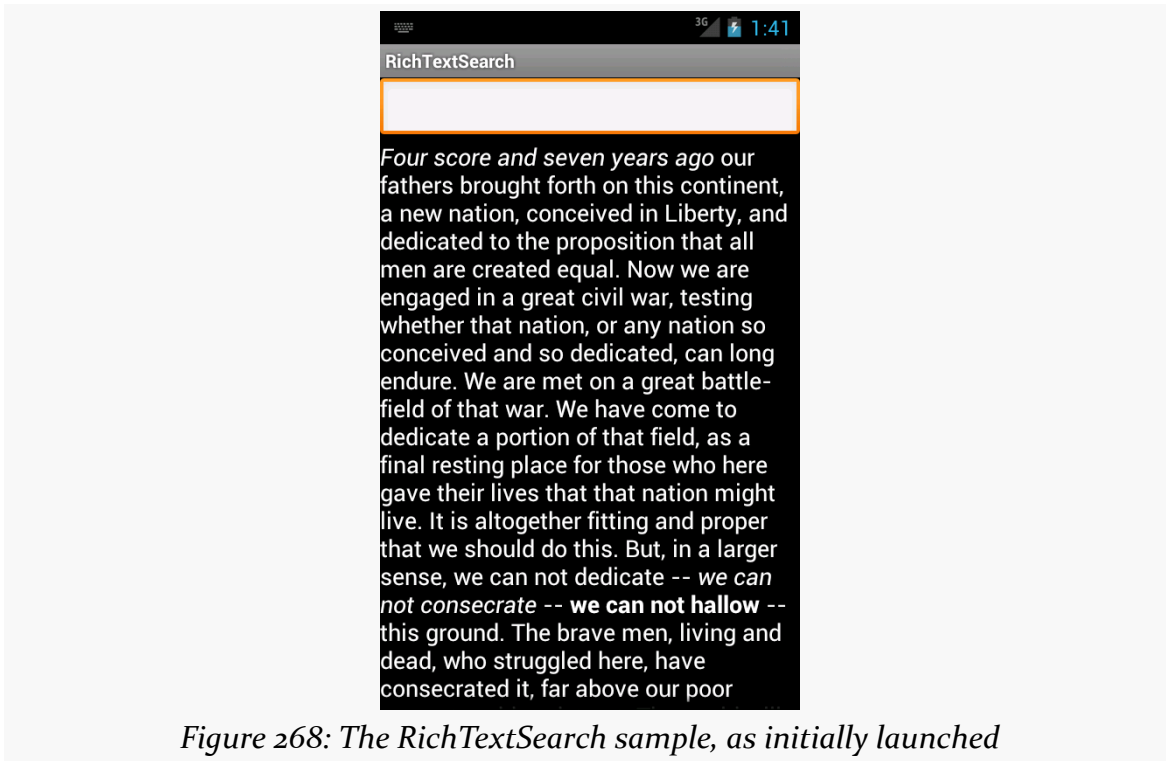 3G 1:41
RichTextSearch
Four score and seven years ago our
fathers brought forth on this continent,
a new nation, conceived in Liberty, and
dedicated to the proposition that all
men are created equal. Now we are
engaged in a great civil war, testing
whether that nation, or any nation so
conceived and so dedicated, can long
endure. We are met on a great battle-
field of that war. We have come to
dedicate a portion of that field, as a
final resting place for those who here
gave their lives that that nation might
live. It is altogether fitting and proper
that we should do this. But, in a larger
sense, we can not dedicate -- we can
not consecrate -- we can not hallow --
this ground. The brave men, living and
dead, who struggled here, have
consecrated it, far above our poor
Figure 268: The RichTextSearch sample, as initially launched